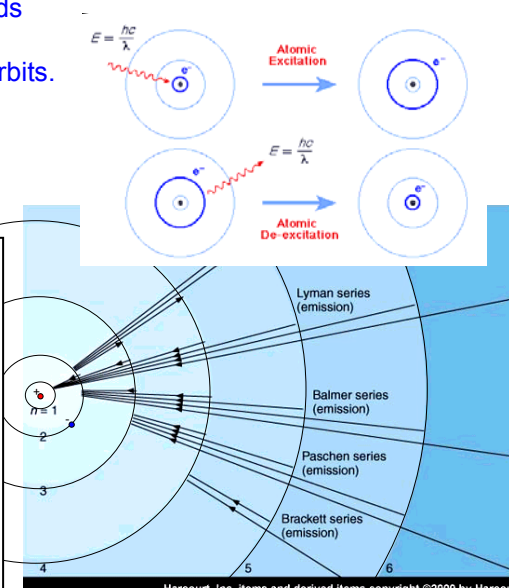 ds
rbits.
E = hc/λ
e⁻
Atomic
Excitation
e⁻
e⁻
E = hc/λ
Atomic
De-excitation
e⁻
Lyman series
(emission)
Balmer series
(emission)
Paschen series
(emission)
Brackett series
(emission)
+
n = 1
-
2
3
4
5
6
Harcourt, Inc. items and derived items copyright ©2000 by Harcou